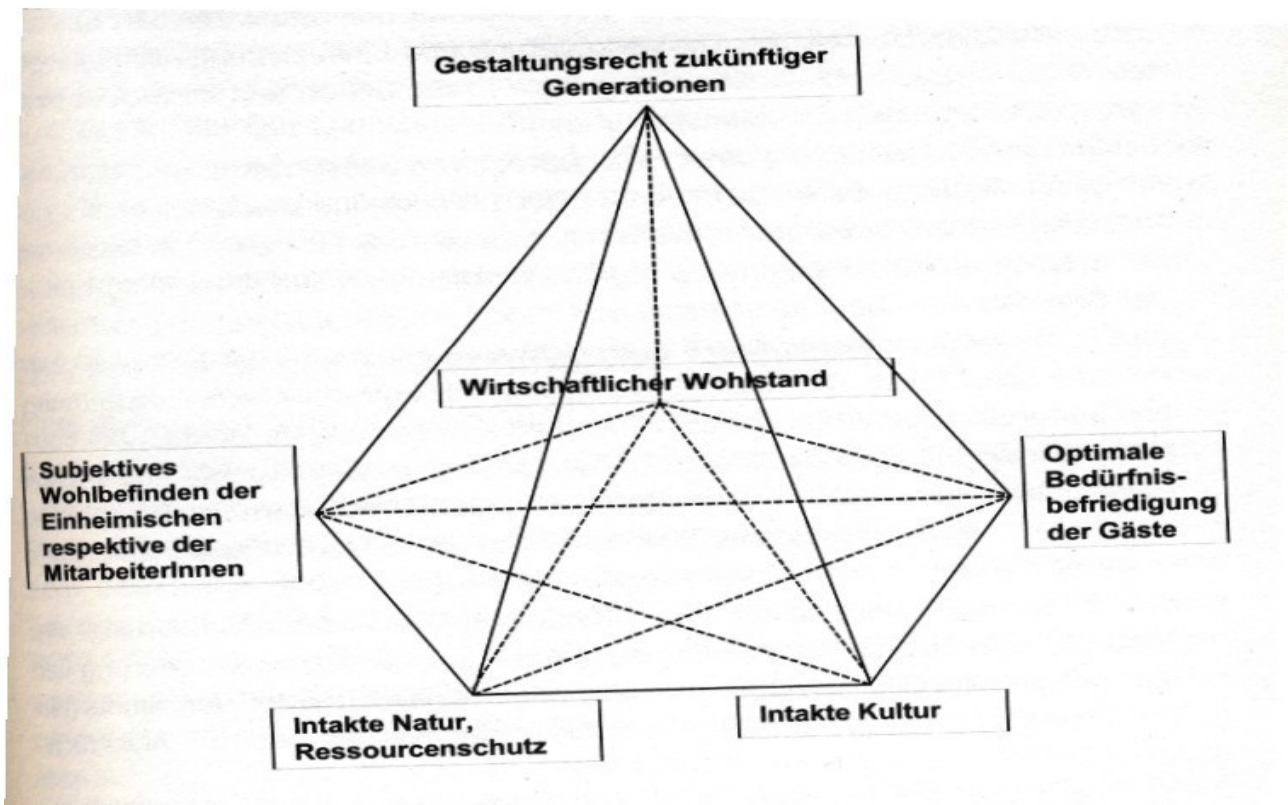 Gestaltungsrecht zukünftiger
Generationen
Wirtschaftlicher Wohlstand
Subjektives
Wohlbefinden der
Einheimischen
respektive der
MitarbeiterInnen
Optimale
Bedürfnis-
befriedigung
der Gäste
Intakte Natur,
Ressourcenschutz
Intakte Kultur